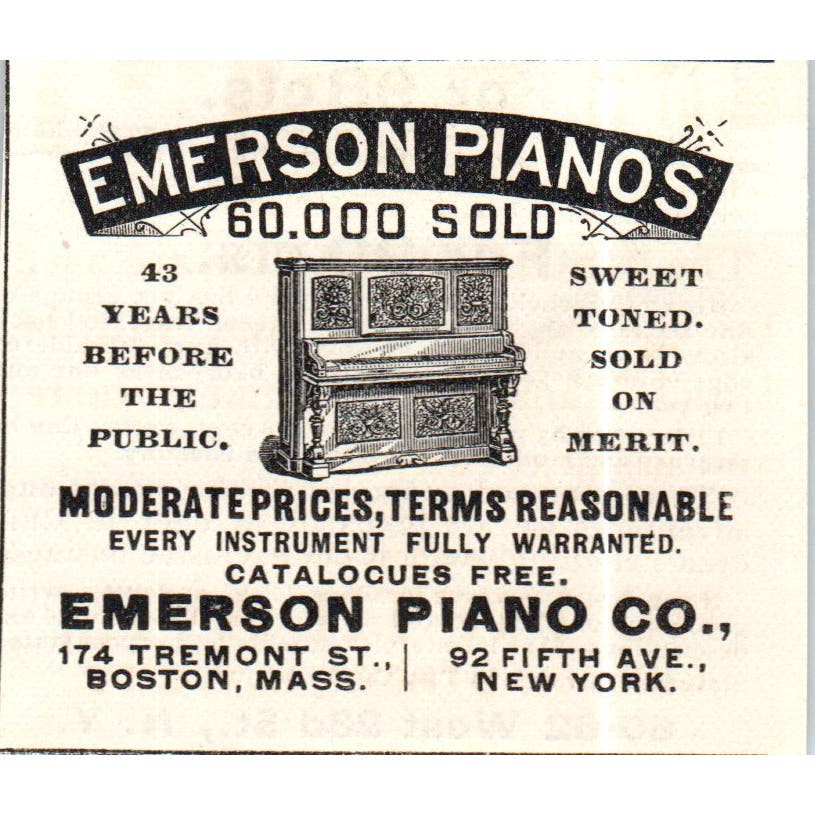 EMERSON PIANOS
60.000 SOLD
43
YEARS
BEFORE
THE
PUBLIC.
SWEET
TONED.
SOLD
ON
MERIT.
MODERATE PRICES, TERMS REASONABLE
EVERY INSTRUMENT FULLY WARRANTED.
CATALOGUES FREE.
EMERSON PIANO CO.,
174 TREMONT ST.,
BOSTON, MASS.
92 FIFTH AVE.,
NEW YORK.